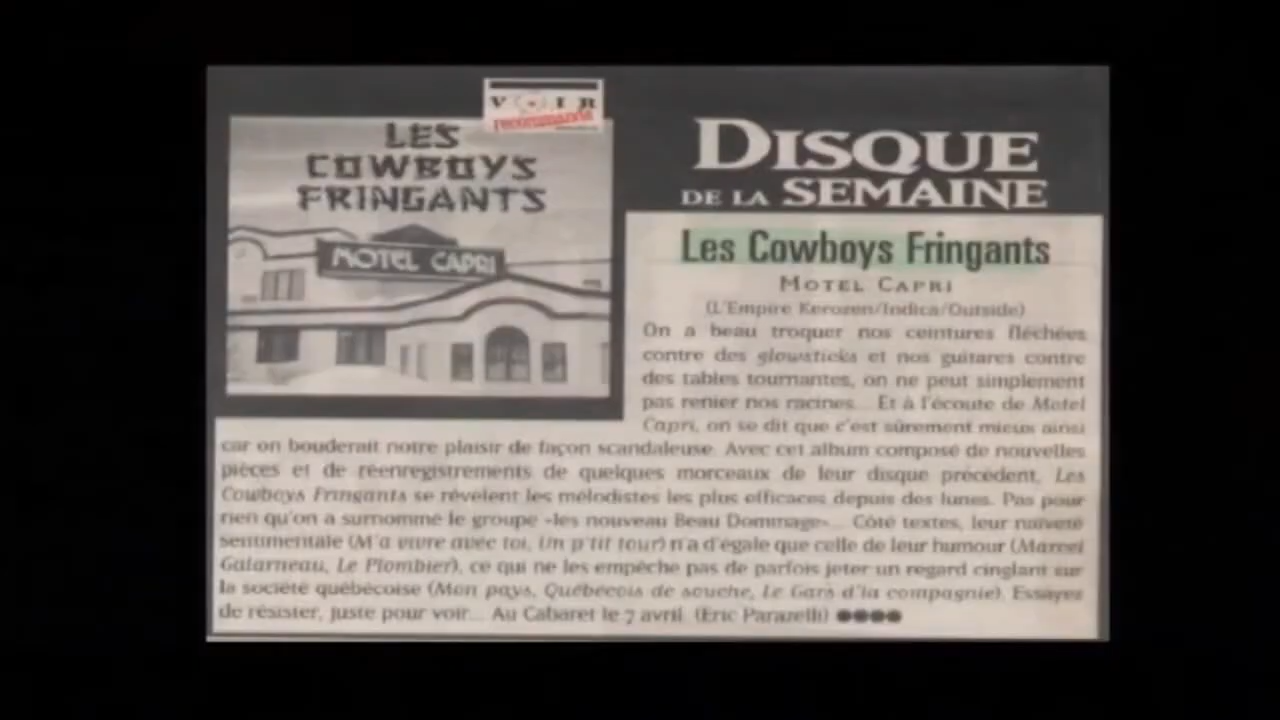 VOIR
recommande
LES
COWBOYS
FRINGANTS
MOTEL CAPRI
DISQUE
DE LA SEMAINE
Les Cowboys Fringants
MOTEL CAPRI
(L'Empire Kerozen/Indica/Outside)
On a beau troquer nos ceintures fléchées
contre des glowsticks et nos guitares contre
des tables tournantes, on ne peut simplement
pas renier nos racines... Et à l'écoute de Motel
Capri, on se dit que c'est sûrement mieux ainsi
car on bouderait notre plaisir de façon scandaleuse. Avec cet album composé de nouvelles
pièces et de réenregistrements de quelques morceaux de leur disque précédent, Les
Cowboys Fringants se révèlent les mélodistes les plus efficaces depuis des lunes. Pas pour
rien qu'on a surnommé le groupe «les nouveau Beau Dommage»... Côté textes, leur naïveté
sentimentale (M'a vivre avec toi, Un p'tit tour) n'a d'égale que celle de leur humour (Marcel
Galarneau, Le Plombier), ce qui ne les empêche pas de parfois jeter un regard cinglant sur
la société québécoise (Mon pays, Québécois de souche, Le Gars d'la compagnie). Essayez
de résister, juste pour voir... Au Cabaret le 7 avril. (Eric Parazelli) ●●●●